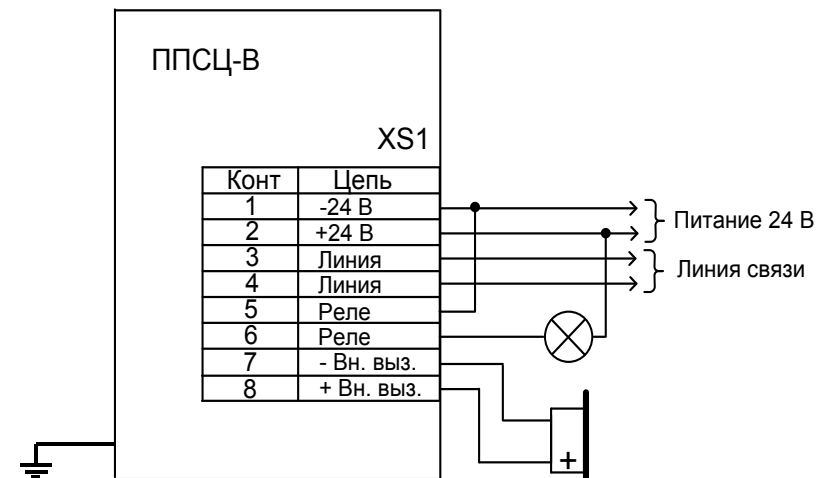 ППСЦ-В
XS1
Конт Цепь
1 -24 В
2 +24 В
3 Линия
4 Линия
5 Реле
6 Реле
7 - Вн. выз.
8 + Вн. выз.
Питание 24 В
Линия связи
+